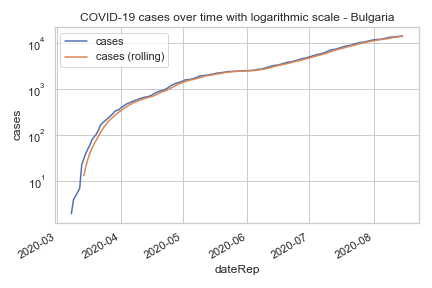 COVID-19 cases over time with logarithmic scale - Bulgaria
cases
cases (rolling)
10⁴
10³
10²
10¹
cases
2020-03
2020-04
2020-05
2020-06
2020-07
2020-08
dateRep